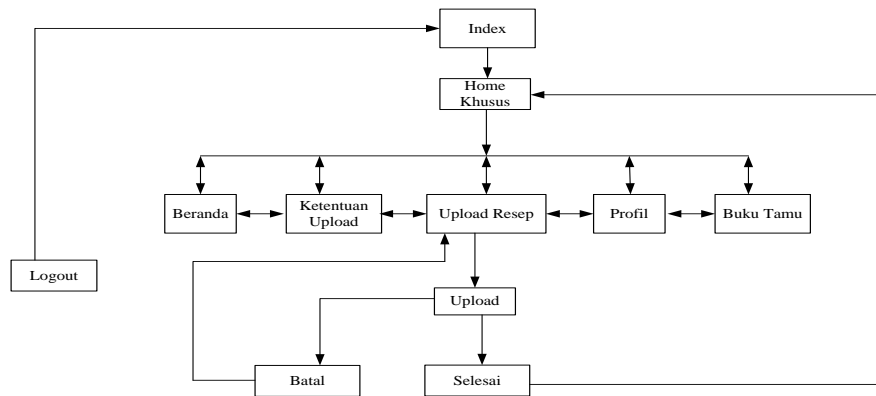 Index
Home
Khusus
Beranda
Ketentuan
Upload
Upload Resep
Profil
Buku Tamu
Logout
Upload
Batal
Selesai